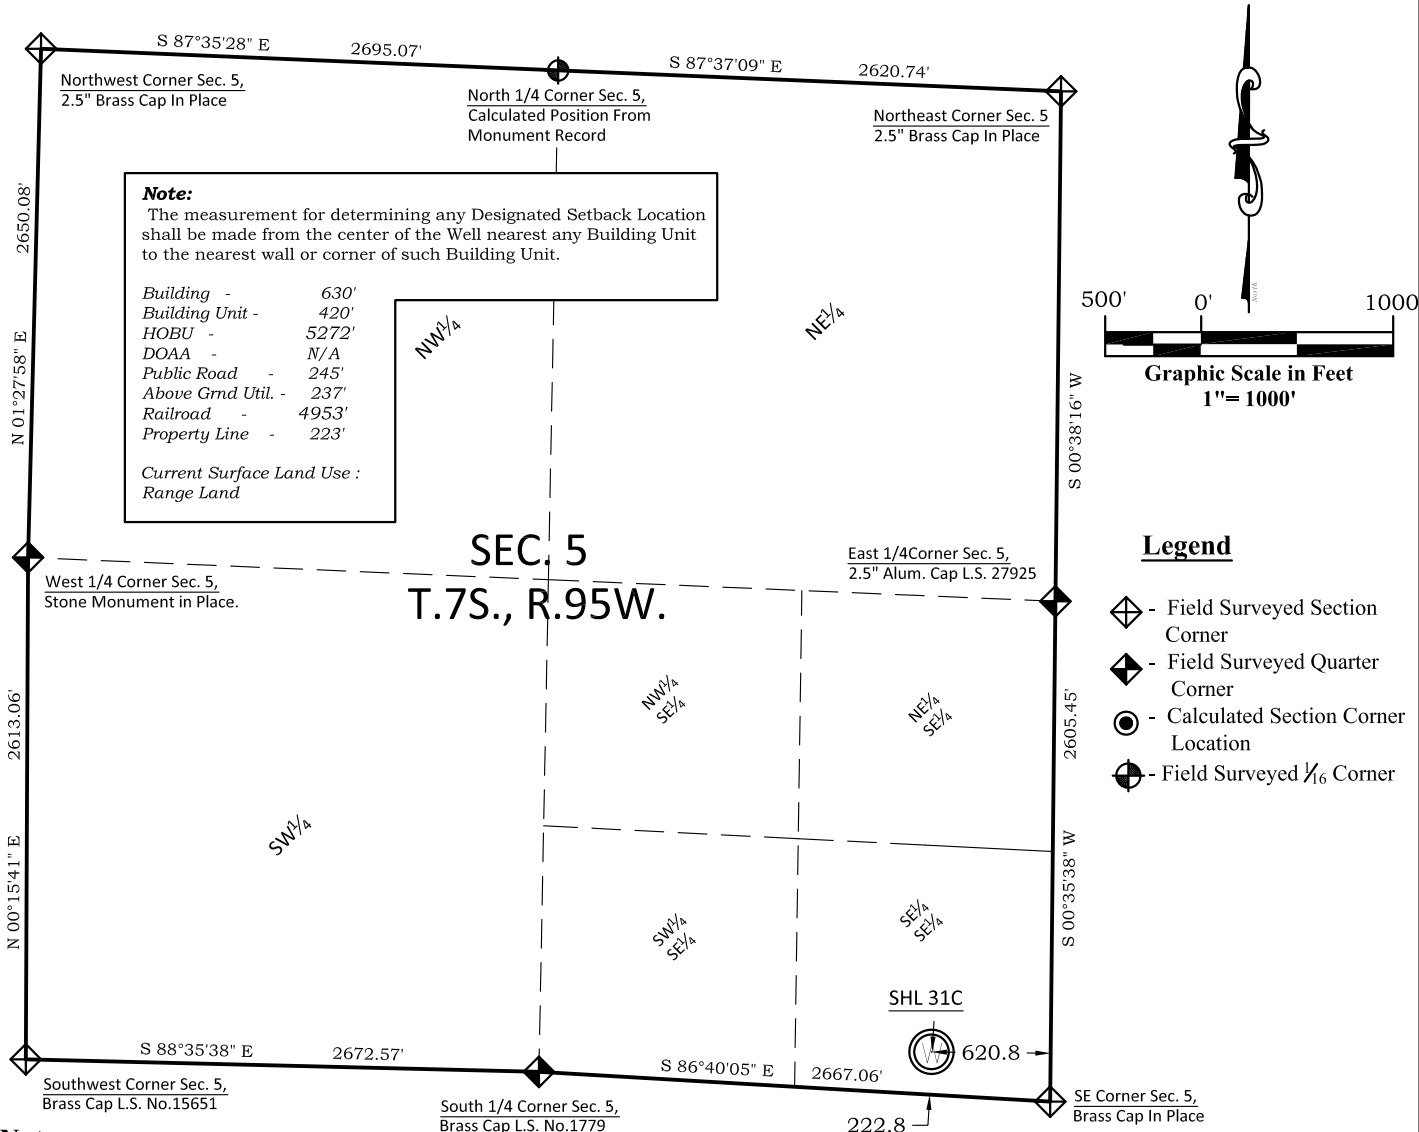 S 87°35'28" E 2695.07'
S 87°37'09" E 2620.74'
Northwest Corner Sec. 5,
2.5" Brass Cap In Place
North 1/4 Corner Sec. 5,
Calculated Position From
Monument Record
Northeast Corner Sec. 5
2.5" Brass Cap In Place
North
2650.08'
N 01°27'58" E
Note:
The measurement for determining any Designated Setback Location
shall be made from the center of the Well nearest any Building Unit
to the nearest wall or corner of such Building Unit.
Building - 630'
Building Unit - 420'
HOBU - 5272'
DOAA - N/A
Public Road - 245'
Above Grnd Util. - 237'
Railroad - 4953'
Property Line - 223'
Current Surface Land Use :
Range Land
NW¼
NE¼
500' 0' 1000
Graphic Scale in Feet
1"= 1000'
S 00°38'16" W
SEC. 5
T.7S., R.95W.
West 1/4 Corner Sec. 5,
Stone Monument in Place.
East 1/4Corner Sec. 5,
2.5" Alum. Cap L.S. 27925
Legend
- Field Surveyed Section
Corner
- Field Surveyed Quarter
Corner
- Calculated Section Corner
Location
- Field Surveyed 1/16 Corner
2613.06'
N 00°15'41" E
NW¼
SE¼
NE¼
SE¼
2605.45'
S 00°35'38" W
SW¼
SW¼
SE¼
SE¼
SE¼
SHL 31C
W
620.8
S 88°35'38" E 2672.57'
S 86°40'05" E 2667.06'
Southwest Corner Sec. 5,
Brass Cap L.S. No.15651
South 1/4 Corner Sec. 5,
Brass Cap L.S. No.1779
222.8
SE Corner Sec. 5,
Brass Cap In Place